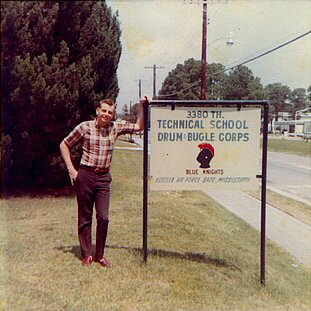 3380 TH.
TECHNICAL SCHOOL
DRUM & BUGLE CORPS
BLUE KNIGHTS
KEESLER AIR FORCE BASE, MISSISSIPPI